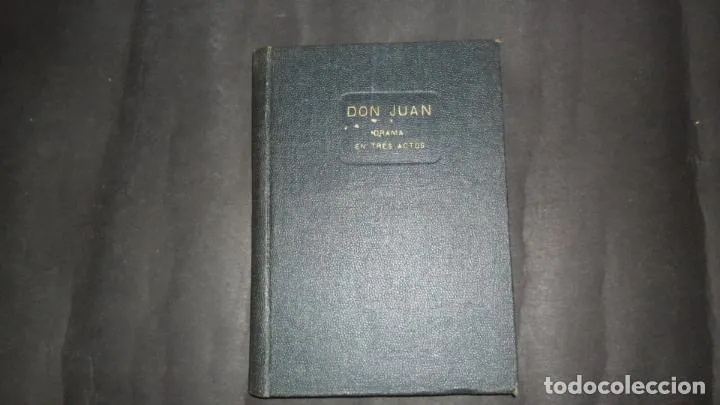 DON JUAN
DRAMA
EN TRES ACTOS
todocoleccion